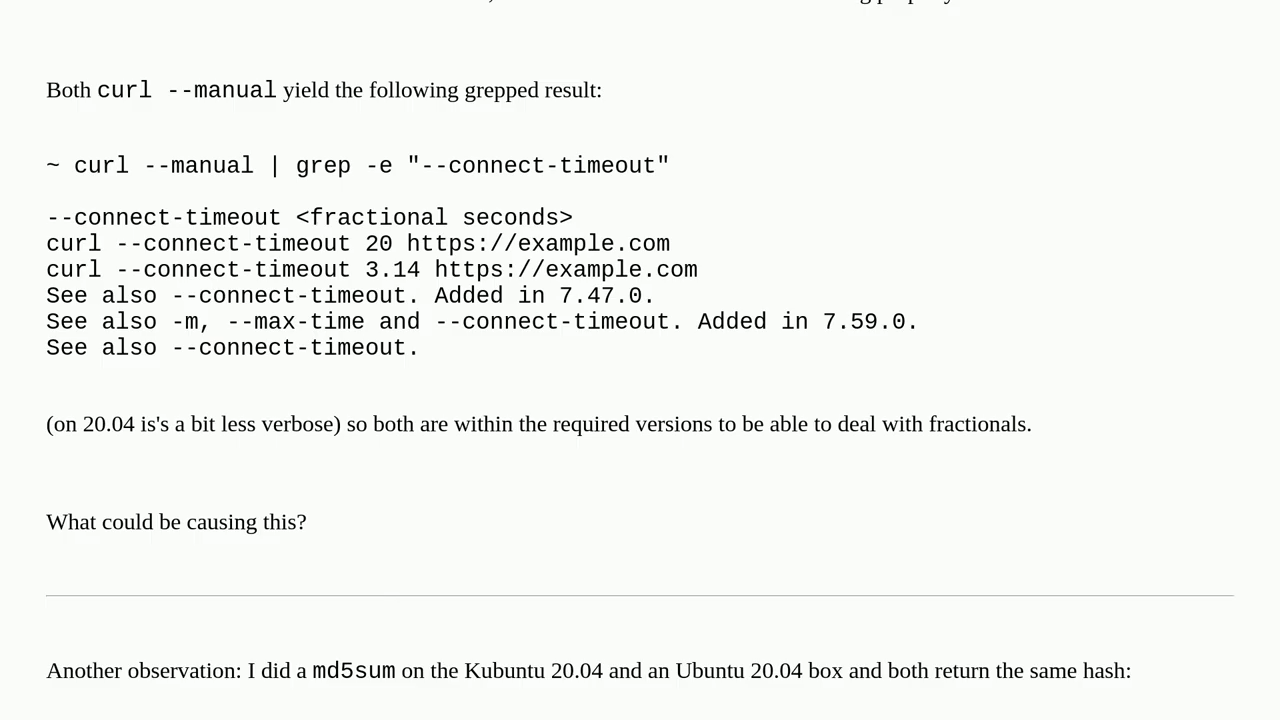 Both curl --manual yield the following grepped result:
~ curl --manual | grep -e "--connect-timeout"
--connect-timeout <fractional seconds>
curl --connect-timeout 20 https://example.com
curl --connect-timeout 3.14 https://example.com
See also --connect-timeout. Added in 7.47.0.
See also -m, --max-time and --connect-timeout. Added in 7.59.0.
See also --connect-timeout.
(on 20.04 is's a bit less verbose) so both are within the required versions to be able to deal with fractionals.
What could be causing this?
Another observation: I did a md5sum on the Kubuntu 20.04 and an Ubuntu 20.04 box and both return the same hash: